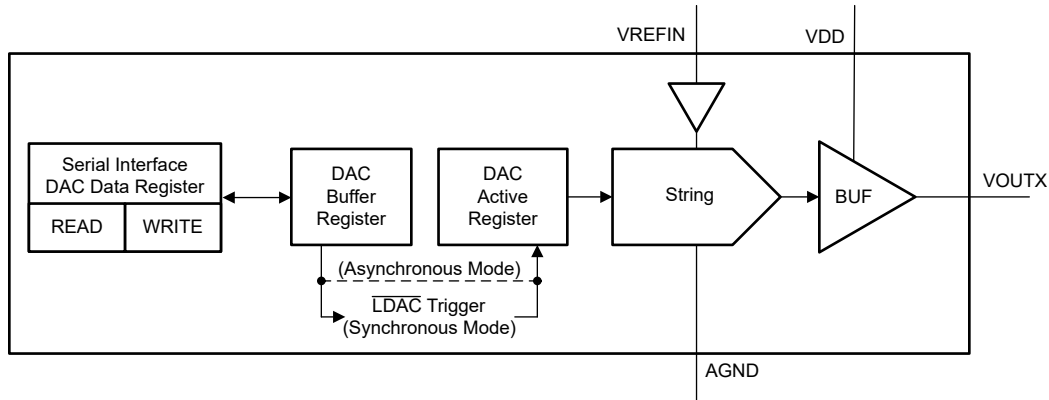 VREFIN
VDD
Serial Interface
DAC Data Register
READ
WRITE
DAC
Buffer
Register
DAC
Active
Register
String
BUF
VOUTX
(Asynchronous Mode)
L̅D̅A̅C̅ Trigger
(Synchronous Mode)
AGND